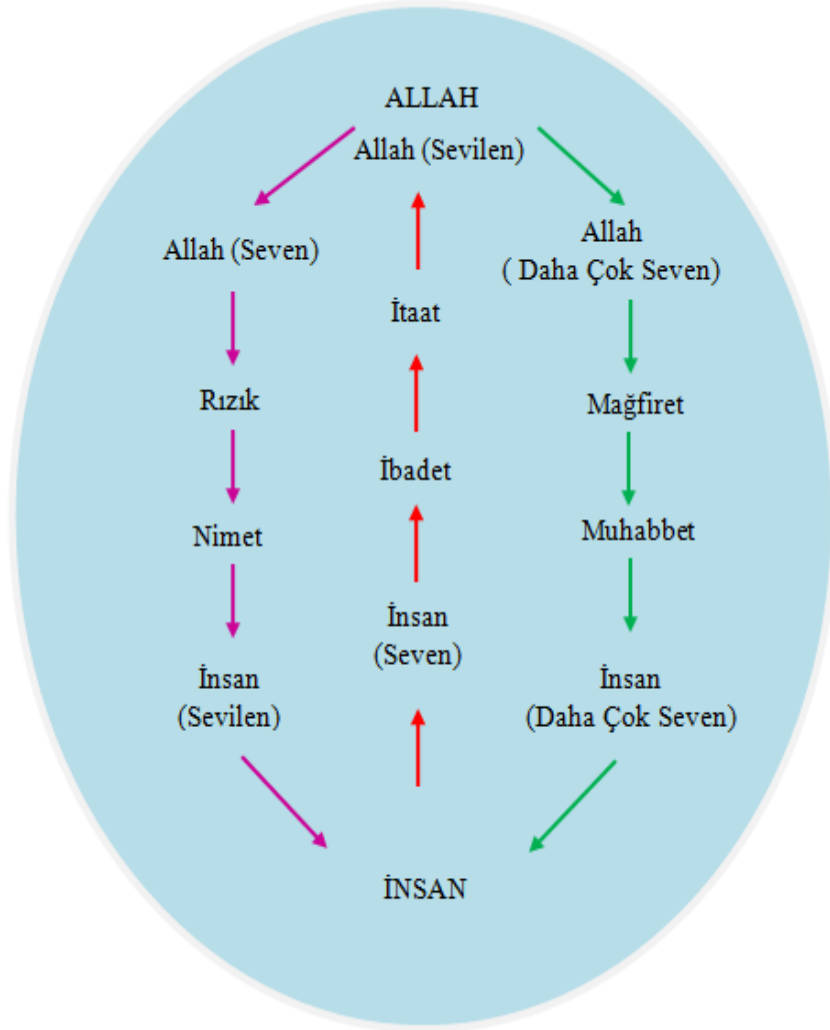 ALLAH
Allah (Sevilen)
Allah (Seven)
Allah
( Daha Çok Seven)
İtaat
Rızık
Mağfiret
İbadet
Nimet
Muhabbet
İnsan
(Seven)
İnsan
(Sevilen)
İnsan
(Daha Çok Seven)
İNSAN